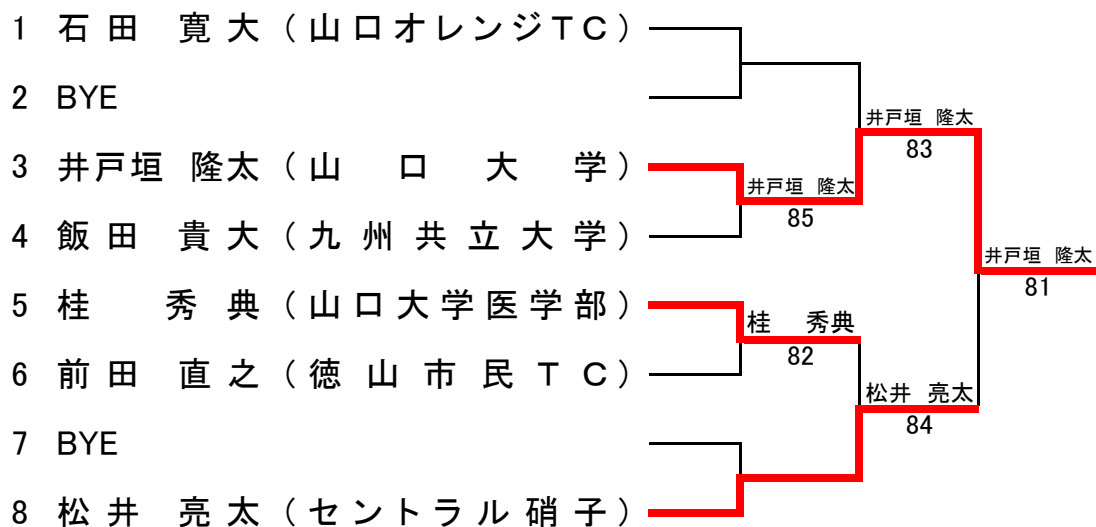 1 石田 寛大（山口オレンジTC）
2 BYE
3 井戸垣 隆太（山口大学）
4 飯田 貴大（九州共立大学）
5 桂 秀典（山口大学医学部）
6 前田 直之（徳山市民TC）
7 BYE
8 松井 亮太（セントラル硝子）
井戸垣 隆太
85
桂 秀典
82
井戸垣 隆太
83
松井 亮太
84
井戸垣 隆太
81